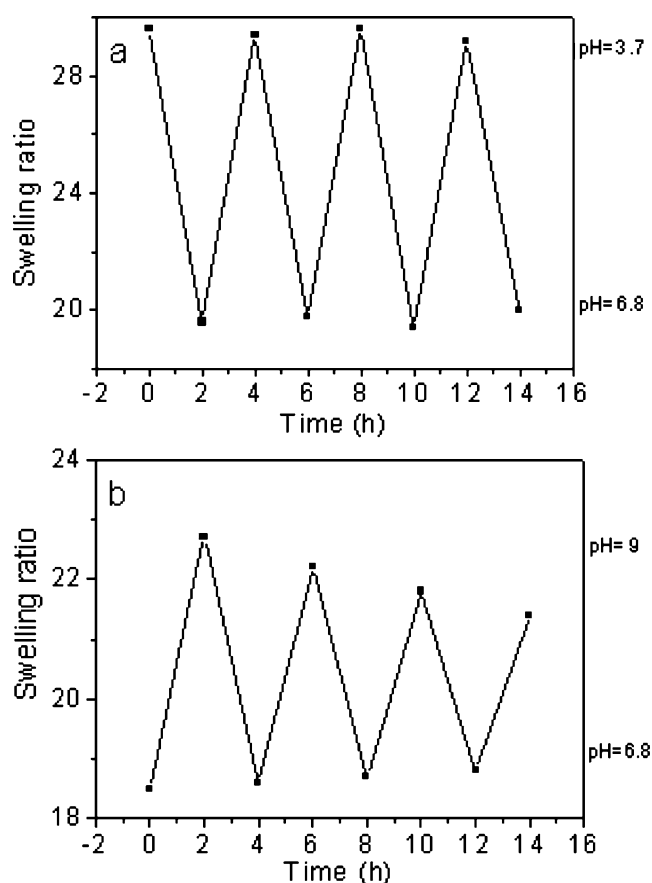 a
pH=3.7
28
24
20
Swelling ratio
pH=6.8
-2 0 2 4 6 8 10 12 14 16
Time (h)
24
b
pH= 9
22
20
Swelling ratio
pH=6.8
18
-2 0 2 4 6 8 10 12 14 16
Time (h)